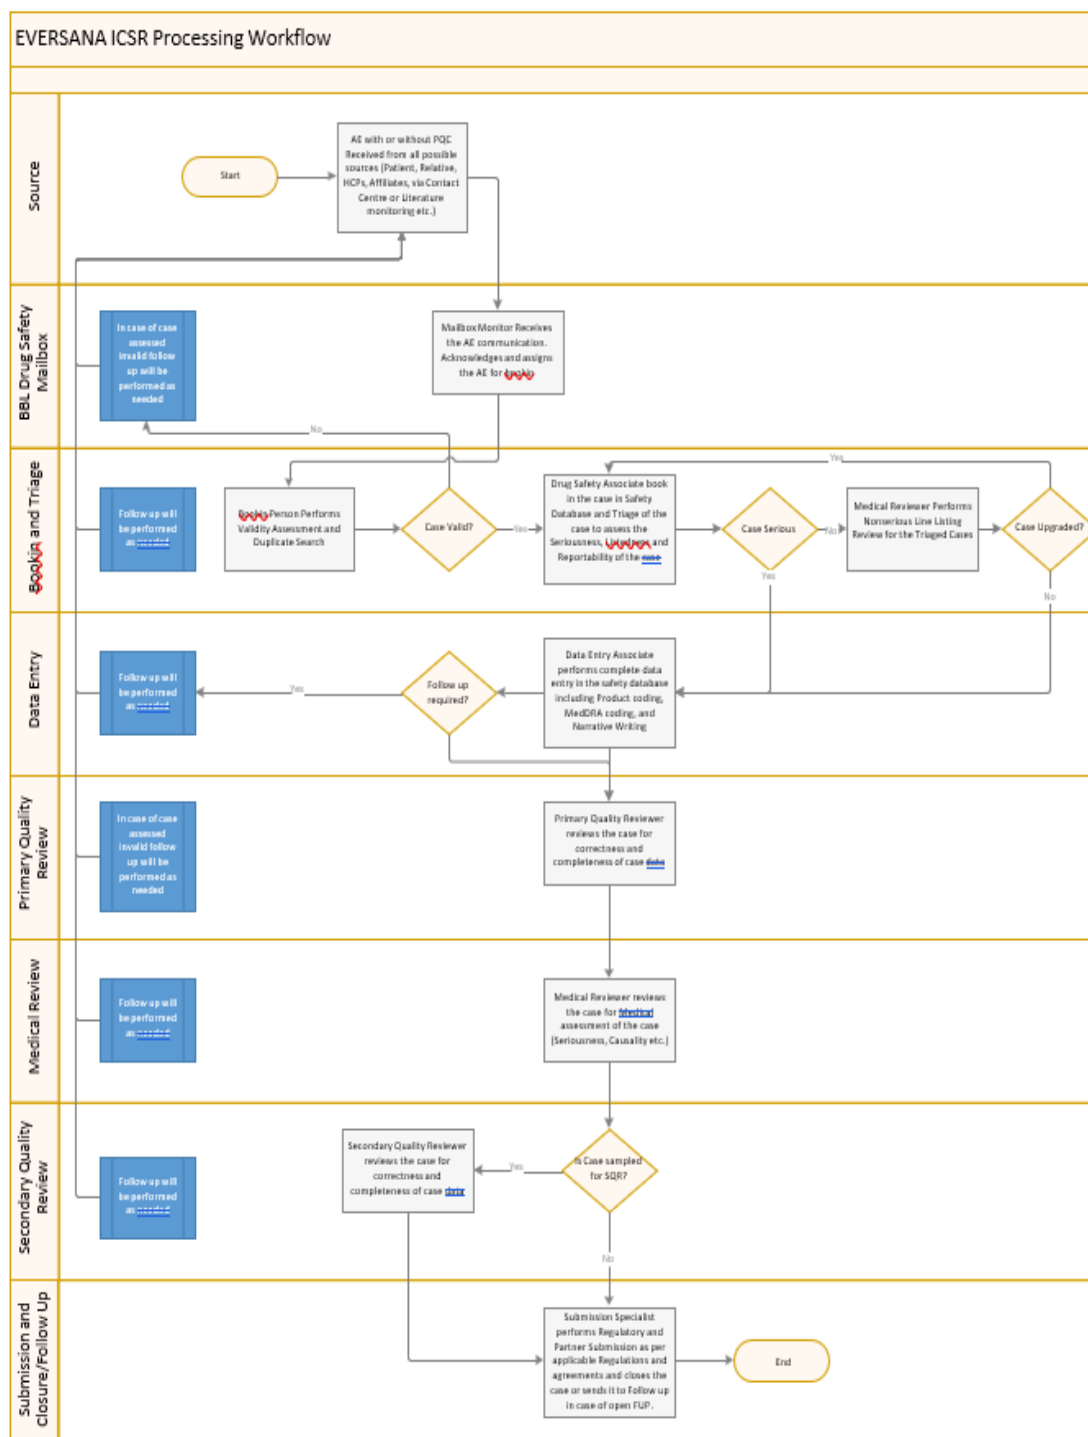 EVERSANA ICSR Processing Workflow
Source
Start
AE with or without PQC
Received from all possible
sources (Patient, Relative,
HCPs, Affiliates, via Contact
Centre or Literature
monitoring etc.)
BBL Drug Safety
Mailbox
In case of case
assessed
invalid follow
up will be
performed as
needed
Mailbox Monitor Receives
the AE communication.
Acknowledges and assigns
the AE for bookin
No
Bookin and Triage
Follow up will
be performed
as needed
Bookin Person Performs
Validity Assessment and
Duplicate Search
Case Valid?
Yes
Drug Safety Associate book
in the case in Safety
Database and Triage of the
case to assess the
Seriousness, Listedness and
Reportability of the case
Case Serious
No
Yes
Medical Reviewer Performs
Nonserious Line Listing
Review for the Triaged Cases
Yes
Case Upgraded?
No
Data Entry
Follow up will
be performed
as needed
Yes
Follow up
required?
Data Entry Associate
performs complete data
entry in the safety database
including Product coding,
MedDRA coding, and
Narrative Writing
Primary Quality
Review
In case of case
assessed
invalid follow
up will be
performed as
needed
Primary Quality Reviewer
reviews the case for
correctness and
completeness of case data
Medical Review
Follow up will
be performed
as needed
Medical Reviewer reviews
the case for Medical
assessment of the case
(Seriousness, Causality etc.)
Secondary Quality
Review
Follow up will
be performed
as needed
Secondary Quality Reviewer
reviews the case for
correctness and
completeness of case data
Yes
Is Case sampled
for SQR?
No
Submission and
Closure/Follow Up
Submission Specialist
performs Regulatory and
Partner Submission as per
applicable Regulations and
agreements and closes the
case or sends it to Follow up
in case of open FUP.
End